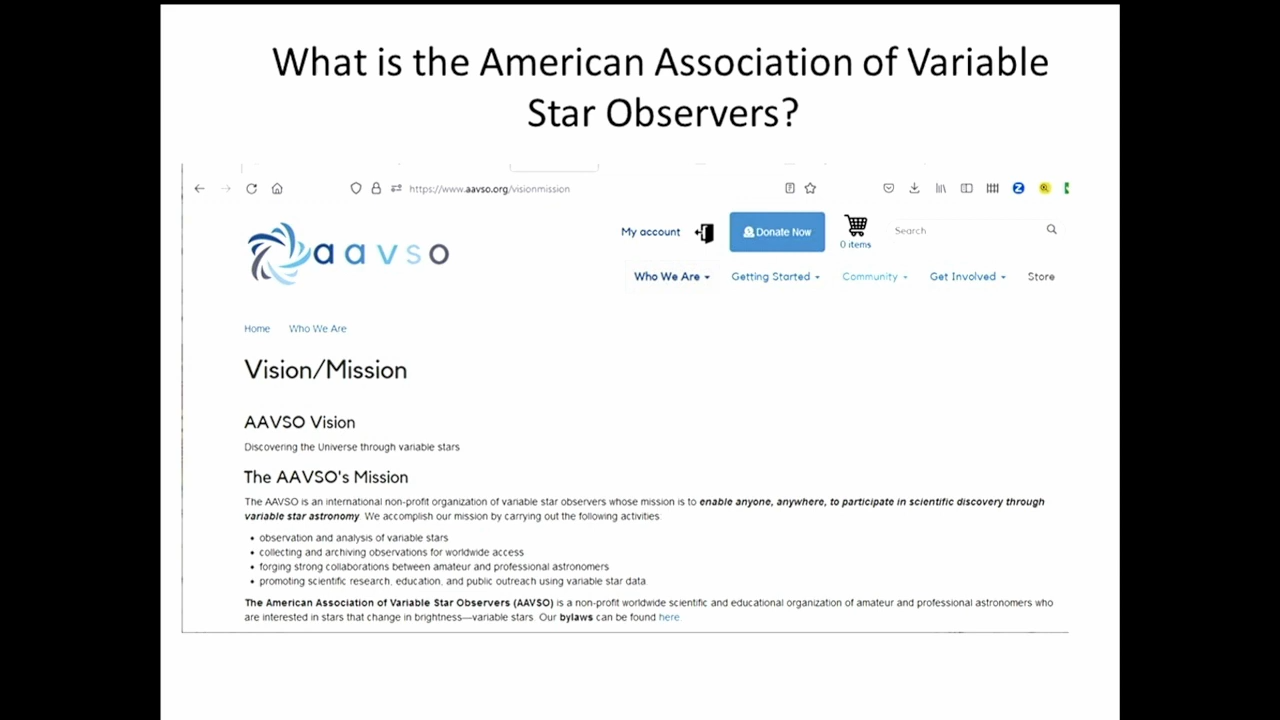 What is the American Association of Variable
Star Observers?
https://www.aavso.org/visionmission
aavso
My account
Donate Now
0 items
Search
Who We Are
Getting Started
Community
Get Involved
Store
Home
Who We Are
Vision/Mission
AAVSO Vision
Discovering the Universe through variable stars
The AAVSO's Mission
The AAVSO is an international non-profit organization of variable star observers whose mission is to enable anyone, anywhere, to participate in scientific discovery through
variable star astronomy. We accomplish our mission by carrying out the following activities
• observation and analysis of variable stars
• collecting and archiving observations for worldwide access
• forging strong collaborations between amateur and professional astronomers
• promoting scientific research, education, and public outreach using variable star data
The American Association of Variable Star Observers (AAVSO) is a non-profit worldwide scientific and educational organization of amateur and professional astronomers who
are interested in stars that change in brightness—variable stars. Our bylaws can be found here.